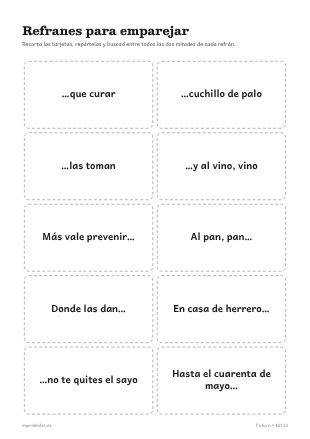 Refranes para emparejar
Recorta las tarjetas, repártelas y buscad entre todos las dos mitades de cada refrán.
...que curar
...cuchillo de palo
...las toman
...y al vino, vino
Más vale prevenir...
Al pan, pan...
Donde las dan...
En casa de herrero...
...no te quites el sayo
Hasta el cuarenta de
mayo...